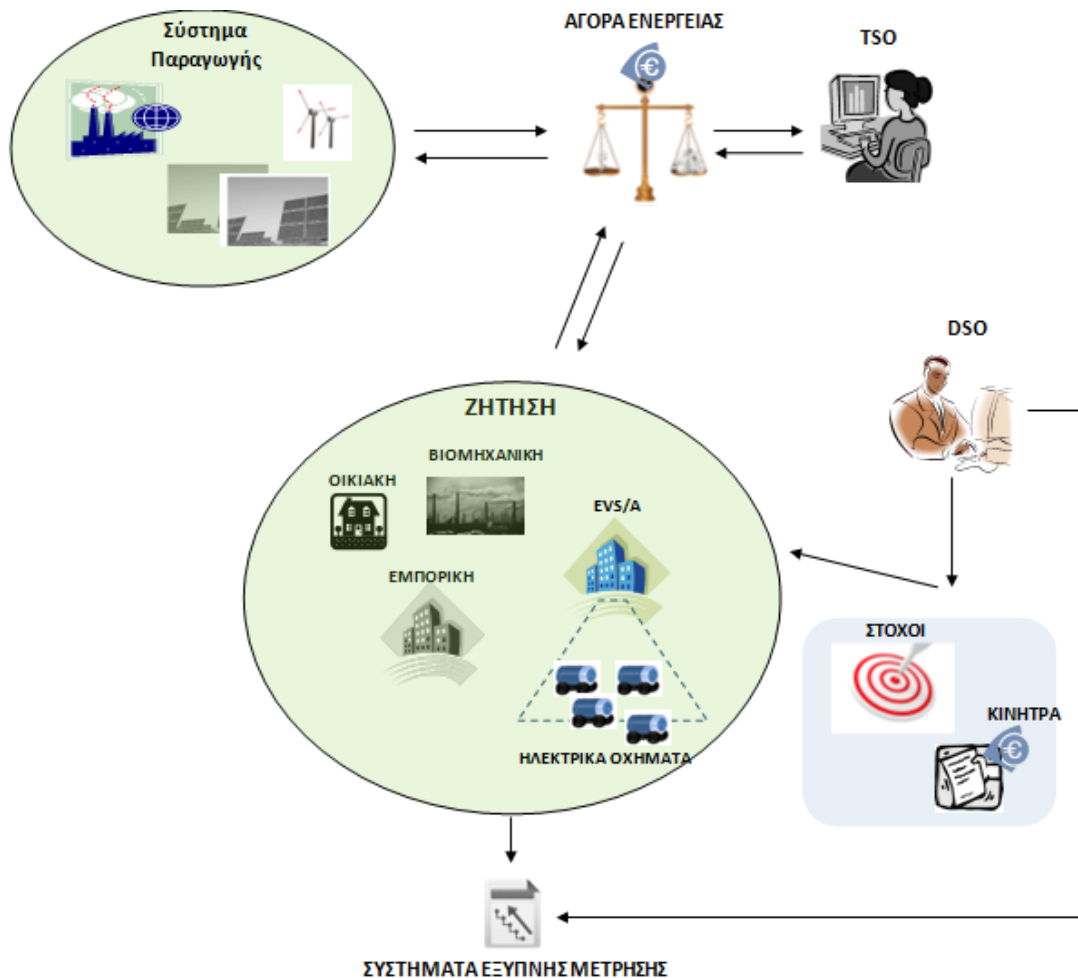 Σύστημα
Παραγωγής
ΑΓΟΡΑ ΕΝΕΡΓΕΙΑΣ
TSO
DSO
ΖΗΤΗΣΗ
ΒΙΟΜΗΧΑΝΙΚΗ
ΟΙΚΙΑΚΗ
EVS/A
ΕΜΠΟΡΙΚΗ
ΣΤΟΧΟΙ
ΚΙΝΗΤΡΑ
ΗΛΕΚΤΡΙΚΑ ΟΧΗΜΑΤΑ
ΣΥΣΤΗΜΑΤΑ ΕΞΥΠΝΗΣ ΜΕΤΡΗΣΗΣ